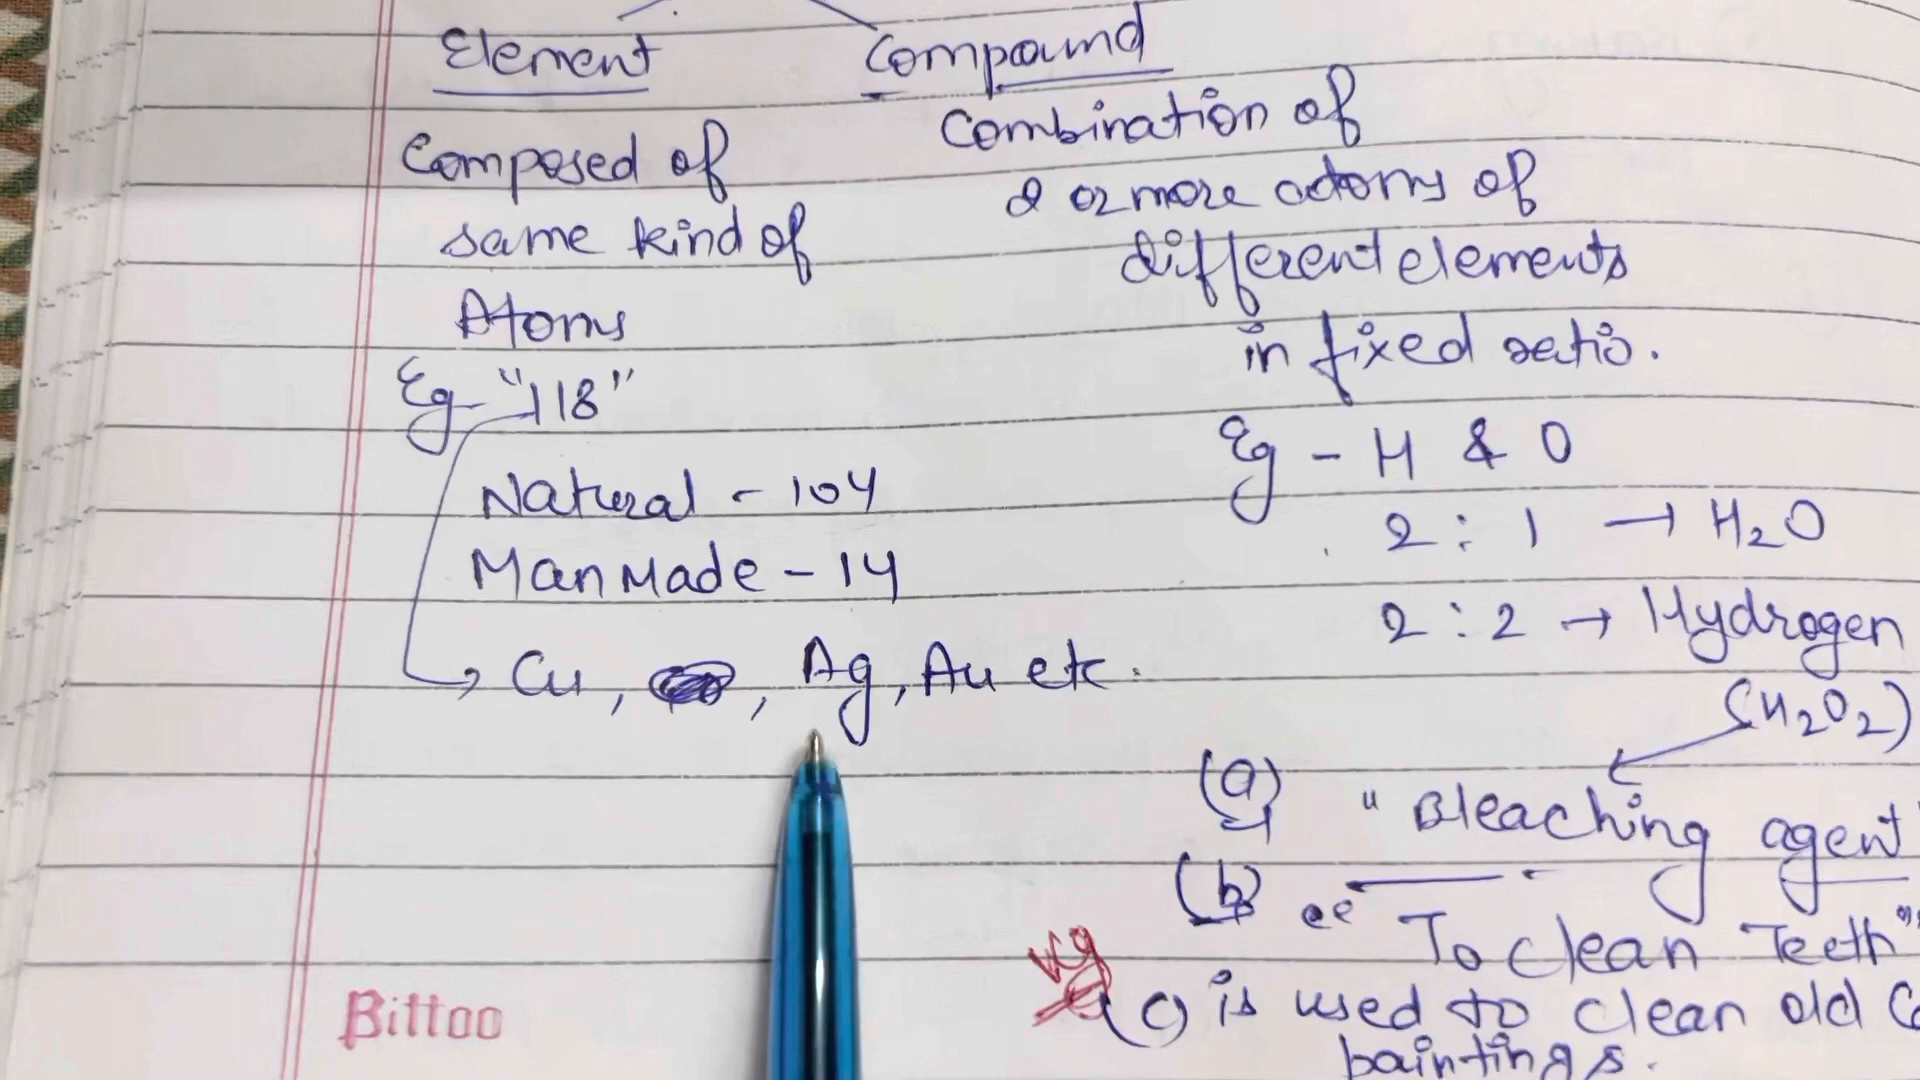 Element
Compound
Composed of
same kind of
Atoms
Eg - "118"
Natural - 104
Man Made - 14
Cu, , Ag, Au etc.
Combination of
2 or more atoms of
different elements
in fixed ratio.
Eg - H & O
2 : 1 → H₂O
2 : 2 → Hydrogen
(H₂O₂)
(a) "Bleaching agent"
(b) "To clean Teeth"
(c) is used to clean old
paintings.
Bittoo